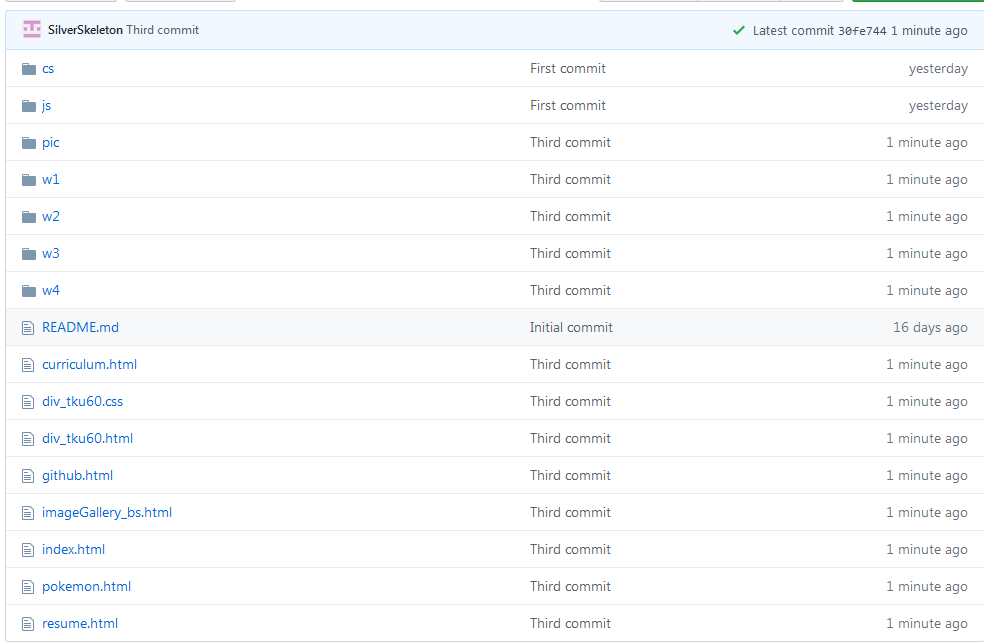 SilverSkeleton Third commit Latest commit 30fe744 1 minute ago
cs First commit yesterday
js First commit yesterday
pic Third commit 1 minute ago
w1 Third commit 1 minute ago
w2 Third commit 1 minute ago
w3 Third commit 1 minute ago
w4 Third commit 1 minute ago
README.md Initial commit 16 days ago
curriculum.html Third commit 1 minute ago
div_tku60.css Third commit 1 minute ago
div_tku60.html Third commit 1 minute ago
github.html Third commit 1 minute ago
imageGallery_bs.html Third commit 1 minute ago
index.html Third commit 1 minute ago
pokemon.html Third commit 1 minute ago
resume.html Third commit 1 minute ago